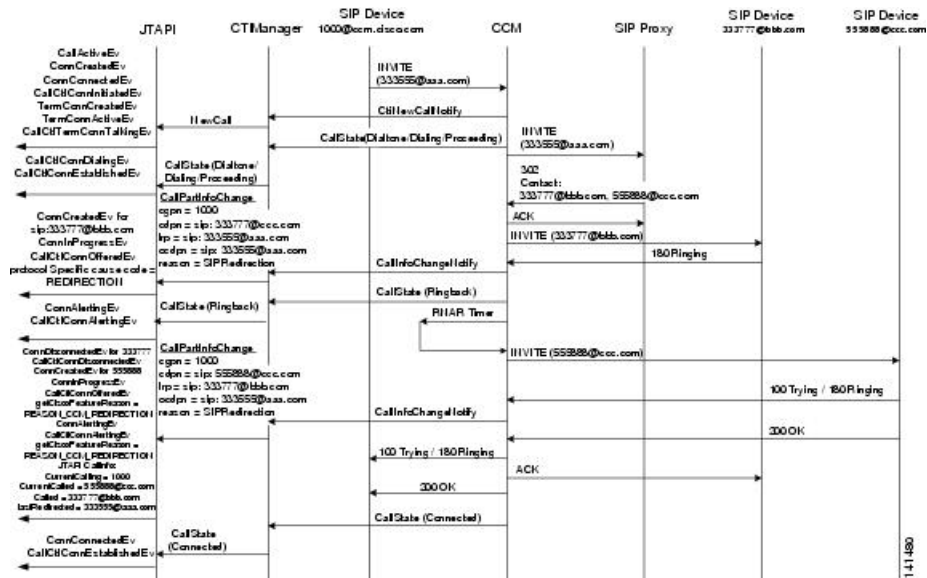 JTAPI
CTIManager
SIP Device
1000@ccm.cisco.com
CCM
SIP Proxy
SIP Device
333777@bbb.com
SIP Device
555888@ccc.com
CallActiveEv
ConnCreatedEv
ConnConnectedEv
CallCtlConnInitiatedEv
TermConnCreatedEv
TermConnActiveEv
CallCtlTermConnTalkingEv
INVITE
(333555@aaa.com)
CtiNewCallNotify
NewCall
CallState(Dialtone/Dialing/Proceeding)
INVITE
(333555@aaa.com)
CallCtlConnDialingEv
CallCtlConnEstablishedEv
CallState (Dialtone/
Dialing/Proceeding)
302
Contact:
333777@bbb.com, 555888@ccc.com
CallPartInfoChange
cgpn = 1000
cdpn = sip: 333777@ccc.com
lrp = sip: 333555@aaa.com
ocdpn = sip: 333555@aaa.com
reason = SIPRedirection
ACK
INVITE (333777@bbb.com)
180 Ringing
ConnCreatedEv for
sip:333777@bbb.com
ConnInProgressEv
CallCtlConnOfferedEv
protocol Specific cause code =
REDIRECTION
CallInfoChangeNotify
CallState (Ringback)
ConnAlertingEv
CallCtlConnAlertingEv
CallState (Ringback)
RNAR Timer
INVITE (555888@ccc.com)
CallPartInfoChange
cgpn = 1000
cdpn = sip: 555888@ccc.com
lrp = sip: 333777@bbb.com
ocdpn = sip: 333555@aaa.com
reason = SIPRedirection
ConnDisconnectedEv for 333777
CallCtlConnDisconnectedEv
ConnCreatedEv for 555888
ConnInProgressEv
CallCtlConnOfferedEv
getCiscoFeatureReason =
REASON_CCM_REDIRECTION
ConnAlertingEv
CallCtlConnAlertingEv
getCiscoFeatureReason =
REASON_CCM_REDIRECTION
JTAPI CallInfo:
CurrentCalling = 1000
CurrentCalled = 555888@ccc.com
Called = 333777@bbb.com
lastRedirected = 333555@aaa.com
100 Trying / 180 Ringing
CallInfoChangeNotify
200 OK
100 Trying / 180 Ringing
ACK
200 OK
CallState (Connected)
CallState
(Connected)
ConnConnectedEv
CallCtlConnEstablishedEv
141480